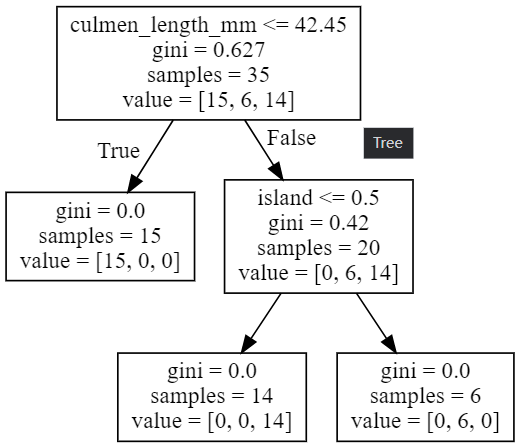 culmen_length_mm <= 42.45
gini = 0.627
samples = 35
value = [15, 6, 14]
True
False
Tree
gini = 0.0
samples = 15
value = [15, 0, 0]
island <= 0.5
gini = 0.42
samples = 20
value = [0, 6, 14]
gini = 0.0
samples = 14
value = [0, 0, 14]
gini = 0.0
samples = 6
value = [0, 6, 0]